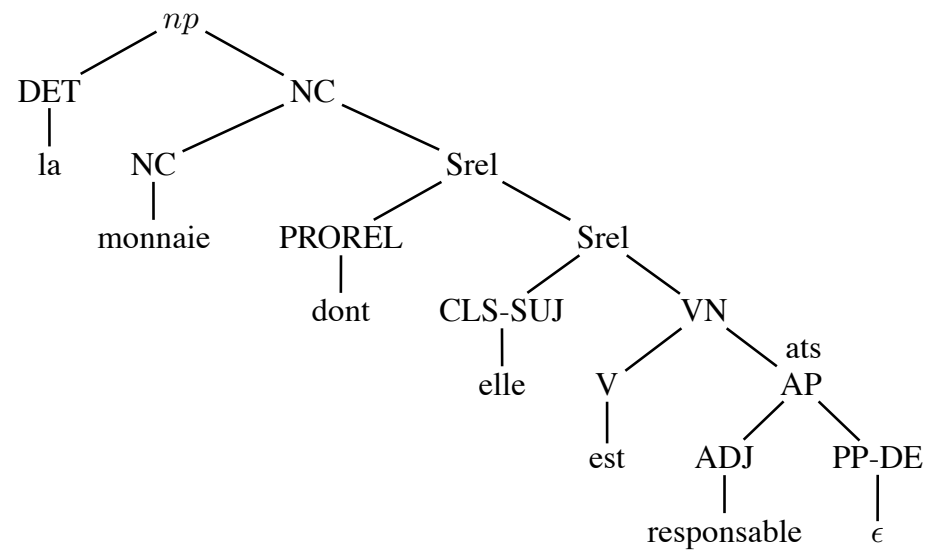 np
DET NC
la NC Srel
monnaie PROREL Srel
dont CLS-SUJ VN
ats
elle V AP
est ADJ PP-DE
responsable ϵ